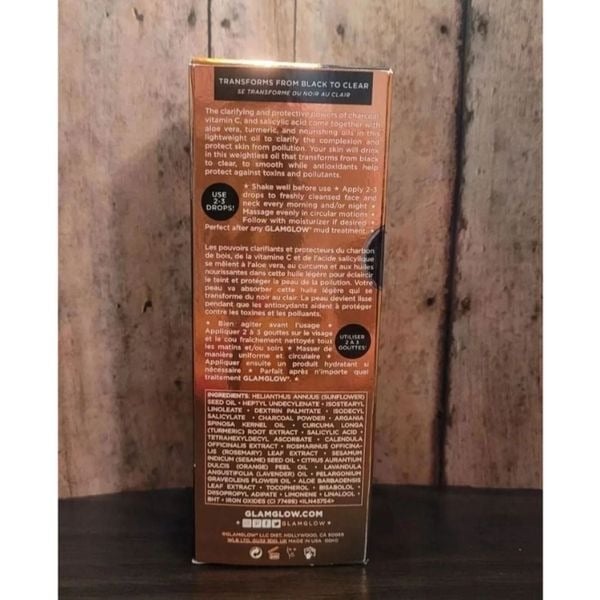 TRANSFORMS FROM BLACK TO CLEAR
SE TRANSFORME DU NOIR AU CLAIR
The clarifying and protective powers of charcoal,
vitamin C, and salicylic acid come together with
aloe vera, turmeric, and nourishing oils in this
lightweight oil to clarify the complexion and
protect skin from pollution. Your skin will drink
in this weightless oil that transforms from black
to clear, to smooth while antioxidants help
protect against toxins and pollutants.
USE
2-3
DROPS!
★ Shake well before use ★ Apply 2-3
drops to freshly cleansed face and
neck every morning and/or night ★
Massage evenly in circular motions ★
Follow with moisturizer if desired ★
Perfect after any GLAMGLOW® mud treatment. ★
Les pouvoirs clarifiants et protecteurs du charbon
de bois, de la vitamine C et de l'acide salicylique
se mêlent à l'aloe vera, au curcuma et aux huiles
nourrissantes dans cette huile légère pour éclaircir
le teint et protéger la peau de la pollution. Votre
peau va absorber cette huile légère qui se
transforme du noir au clair. La peau devient lisse
pendant que les antioxydants aident à protéger
contre les toxines et les polluants.
★ Bien agiter avant l'usage ★
Appliquer 2 à 3 gouttes sur le visage
et le cou fraîchement nettoyés tous
les matins et/ou soirs ★ Masser de
manière uniforme et circulaire ★
Appliquer ensuite un produit hydratant si
nécessaire ★ Parfait après n'importe quel
traitement GLAMGLOW®. ★
UTILISER
2 À 3
GOUTTES!
INGREDIENTS: HELIANTHUS ANNUUS (SUNFLOWER)
SEED OIL • HEPTYL UNDECYLENATE • ISOSTEARYL
LINOLEATE • DEXTRIN PALMITATE • ISODECYL
SALICYLATE • CHARCOAL POWDER • ARGANIA
SPINOSA KERNEL OIL • CURCUMA LONGA
(TURMERIC) ROOT EXTRACT • SALICYLIC ACID •
TETRAHEXYLDECYL ASCORBATE • CALENDULA
OFFICINALIS EXTRACT • ROSMARINUS OFFICINA-
LIS (ROSEMARY) LEAF EXTRACT • SESAMUM
INDICUM (SESAME) SEED OIL • CITRUS AURANTIUM
DULCIS (ORANGE) PEEL OIL • LAVANDULA
ANGUSTIFOLIA (LAVENDER) OIL • PELARGONIUM
GRAVEOLENS FLOWER OIL • ALOE BARBADENSIS
LEAF EXTRACT • TOCOPHEROL • BISABOLOL •
DIISOPROPYL ADIPATE • LIMONENE • LINALOOL •
BHT • IRON OXIDES (CI 77499) <ILN45754>
GLAMGLOW.COM
GLAMGLOW
©GLAMGLOW® LLC DIST. HOLLYWOOD, CA 90069
MADE IN USA